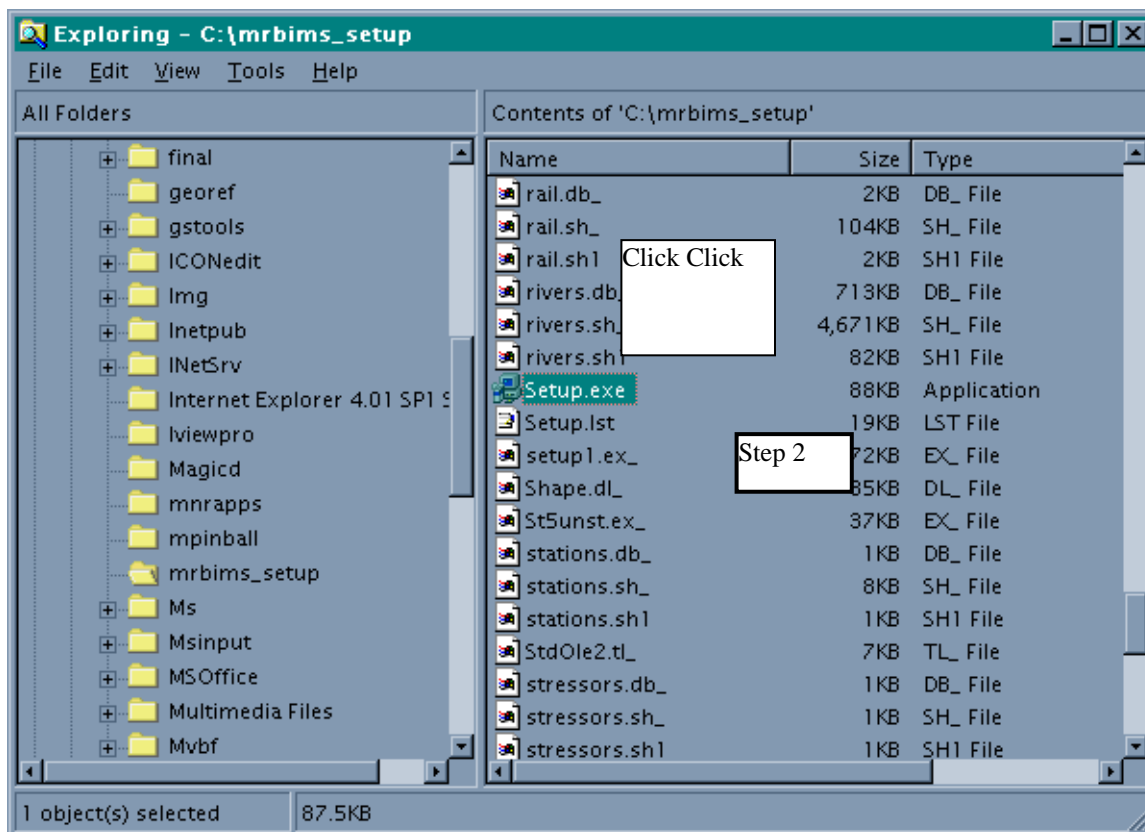 Exploring - C:\mrbims_setup
File Edit View Tools Help
All Folders
Contents of 'C:\mrbims_setup'
final
georef
gstools
ICONedit
Img
Inetpub
INetSrv
Internet Explorer 4.01 SP1 S
lviewpro
Magicd
mnrapps
mpinball
mrbims_setup
Ms
Msinput
MSOffice
Multimedia Files
Mvbf
Name Size Type
rail.db_ 2KB DB_ File
rail.sh_ 104KB SH_ File
rail.sh1 2KB SH1 File
rivers.db_ 713KB DB_ File
rivers.sh_ 4,671KB SH_ File
rivers.sh1 82KB SH1 File
Setup.exe 88KB Application
Setup.lst 19KB LST File
setup1.ex_ 72KB EX_ File
Shape.dl_ 85KB DL_ File
St5unst.ex_ 37KB EX_ File
stations.db_ 1KB DB_ File
stations.sh_ 8KB SH_ File
stations.sh1 1KB SH1 File
StdOle2.tl_ 7KB TL_ File
stressors.db_ 1KB DB_ File
stressors.sh_ 1KB SH_ File
stressors.sh1 1KB SH1 File
Click Click
Step 2
1 object(s) selected
87.5KB